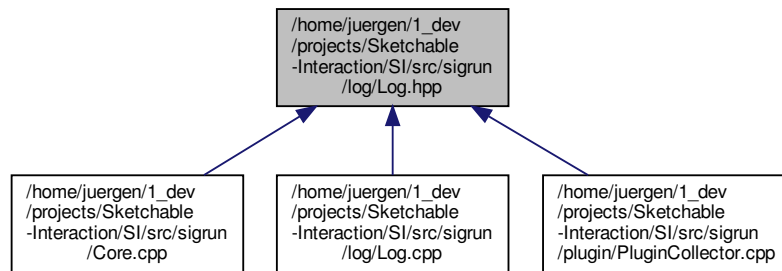 /home/juergen/1_dev
/projects/Sketchable
-Interaction/SI/src/sigrun
/log/Log.hpp
/home/juergen/1_dev
/projects/Sketchable
-Interaction/SI/src/sigrun
/Core.cpp
/home/juergen/1_dev
/projects/Sketchable
-Interaction/SI/src/sigrun
/log/Log.cpp
/home/juergen/1_dev
/projects/Sketchable
-Interaction/SI/src/sigrun
/plugin/PluginCollector.cpp